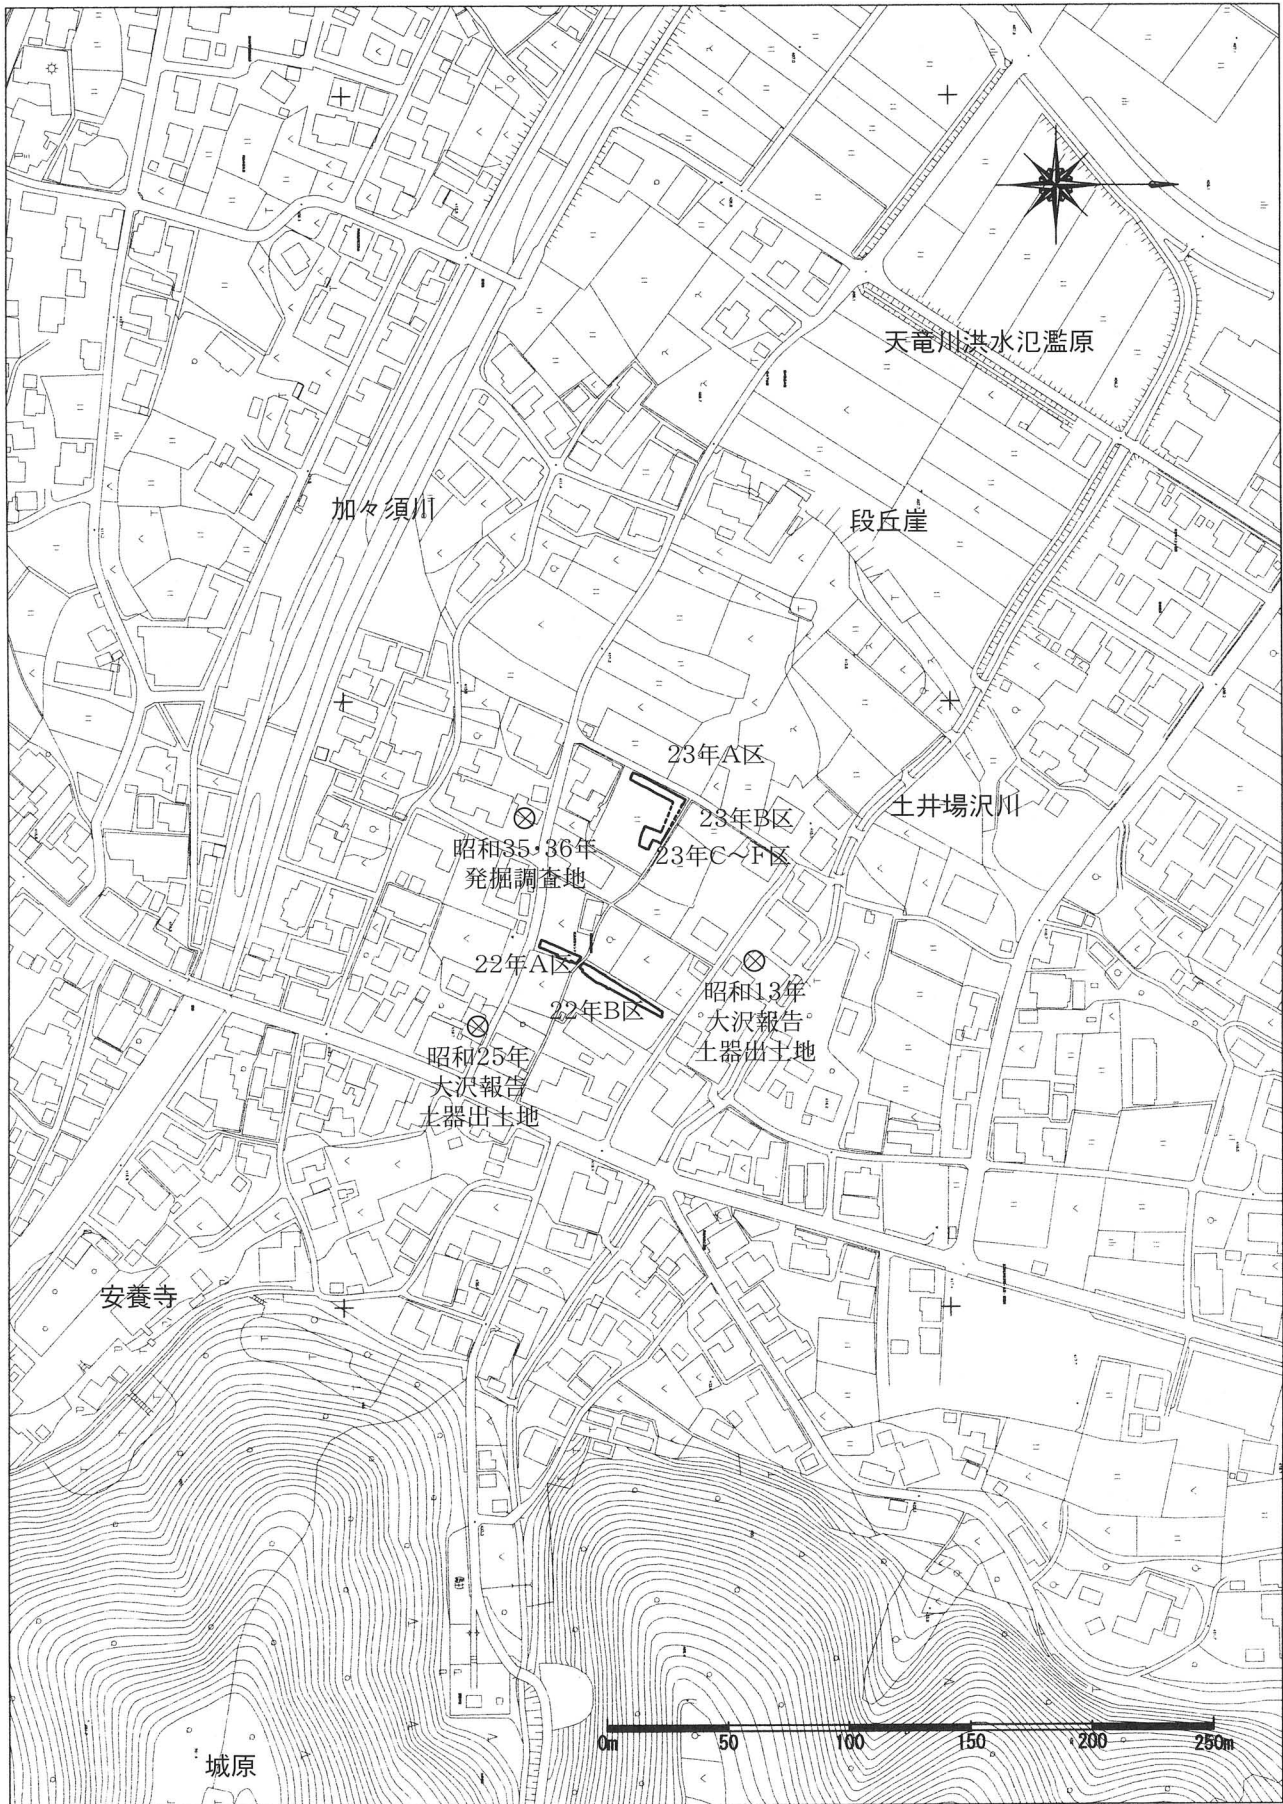 天竜川洪水氾濫原
加々須川
段丘崖
23年A区
土井場沢川
23年B区
昭和35・36年
発掘調査地
23年C～F区
22年A区
22年B区
昭和13年
大沢報告
土器出土地
昭和25年
大沢報告
土器出土地
安養寺
0m
50
100
150
200
250m
城原